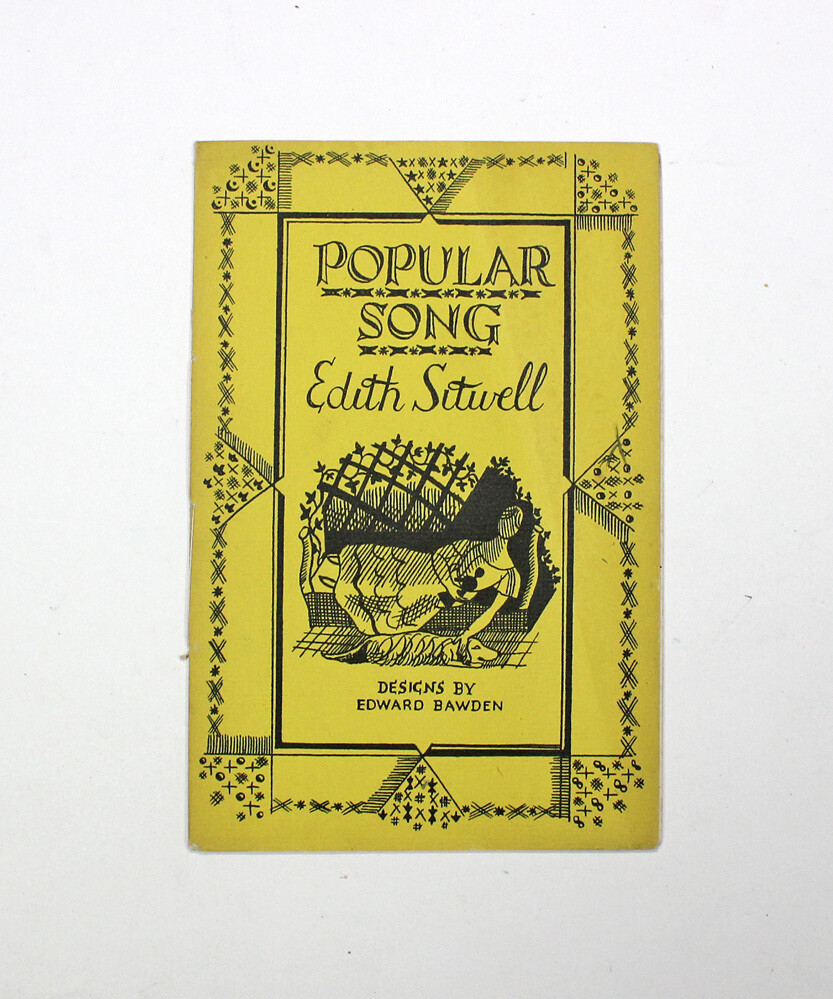 POPULAR
SONG
Edith Sitwell
DESIGNS BY
EDWARD BAWDEN